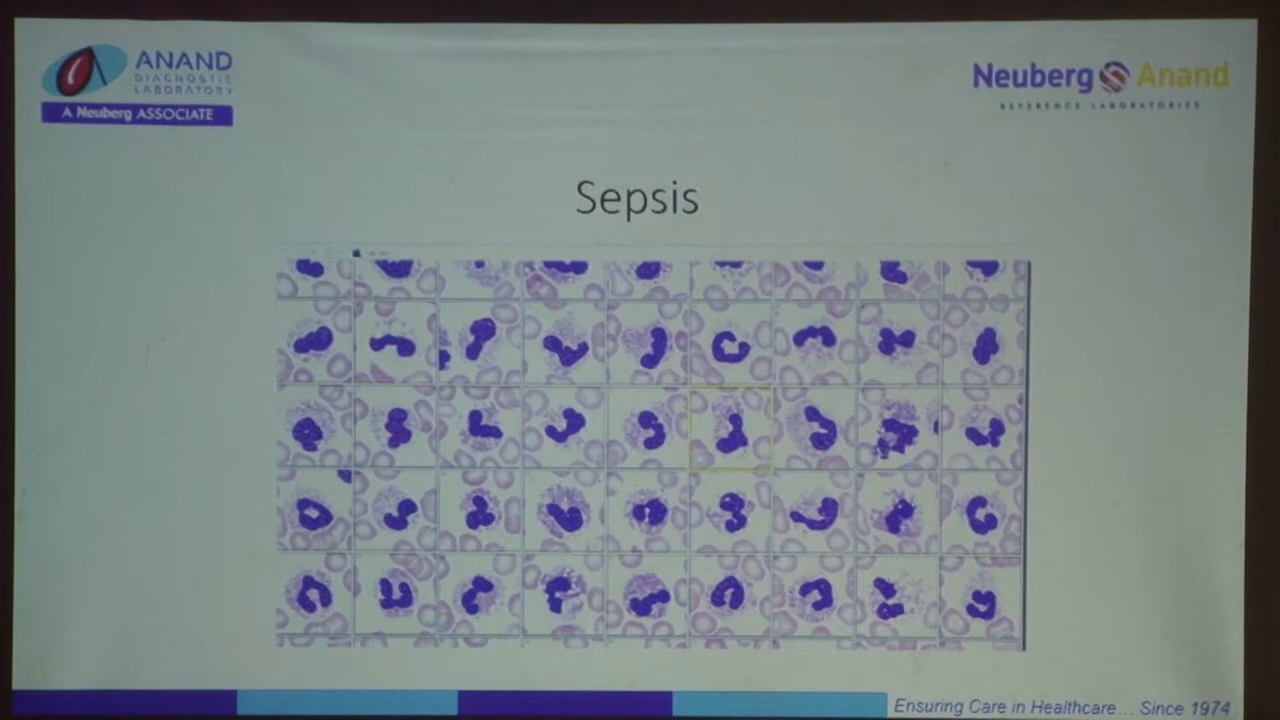 ANAND
DIAGNOSTIC
LABORATORY
A Neuberg ASSOCIATE
Neuberg Anand
REFERENCE LABORATORIES
Sepsis
Ensuring Care in Healthcare... Since 1974